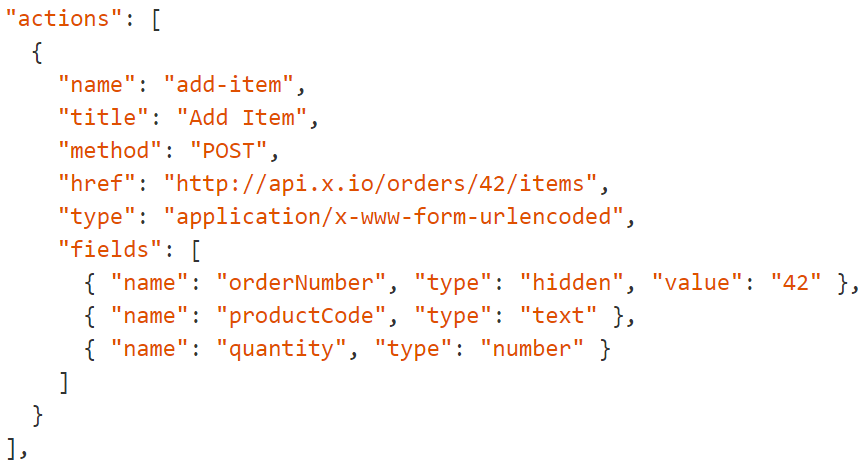 "actions": [
  {
    "name": "add-item",
    "title": "Add Item",
    "method": "POST",
    "href": "http://api.x.io/orders/42/items",
    "type": "application/x-www-form-urlencoded",
    "fields": [
      { "name": "orderNumber", "type": "hidden", "value": "42" },
      { "name": "productCode", "type": "text" },
      { "name": "quantity", "type": "number" }
    ]
  }
],